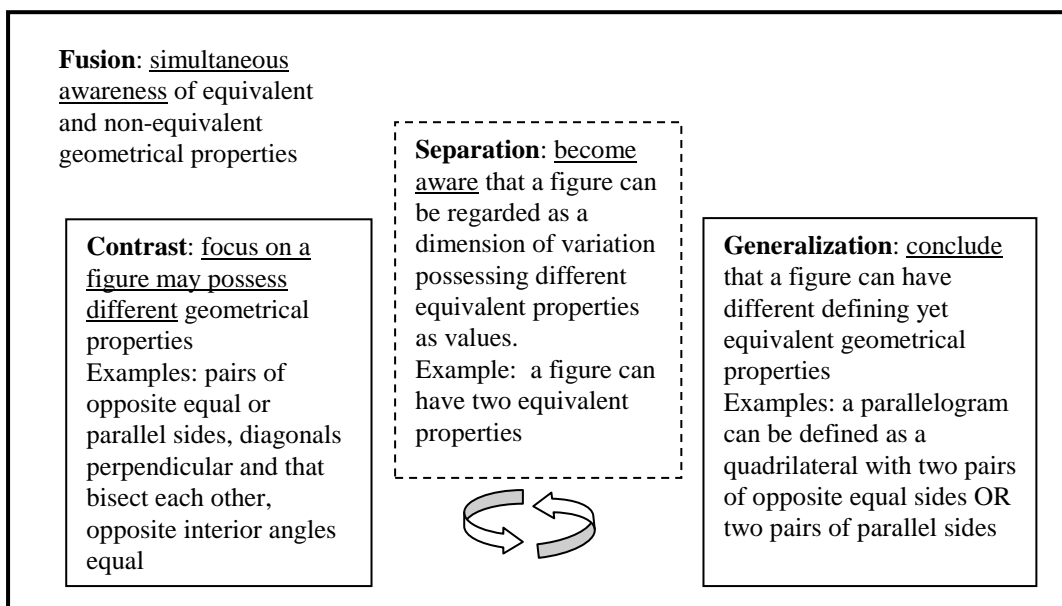 Fusion: simultaneous
awareness of equivalent
and non-equivalent
geometrical properties
Contrast: focus on a
figure may possess
different geometrical
properties
Examples: pairs of
opposite equal or
parallel sides, diagonals
perpendicular and that
bisect each other,
opposite interior angles
equal
Separation: become
aware that a figure can
be regarded as a
dimension of variation
possessing different
equivalent properties
as values.
Example: a figure can
have two equivalent
properties
Generalization: conclude
that a figure can have
different defining yet
equivalent geometrical
properties
Examples: a parallelogram
can be defined as a
quadrilateral with two pairs
of opposite equal sides OR
two pairs of parallel sides